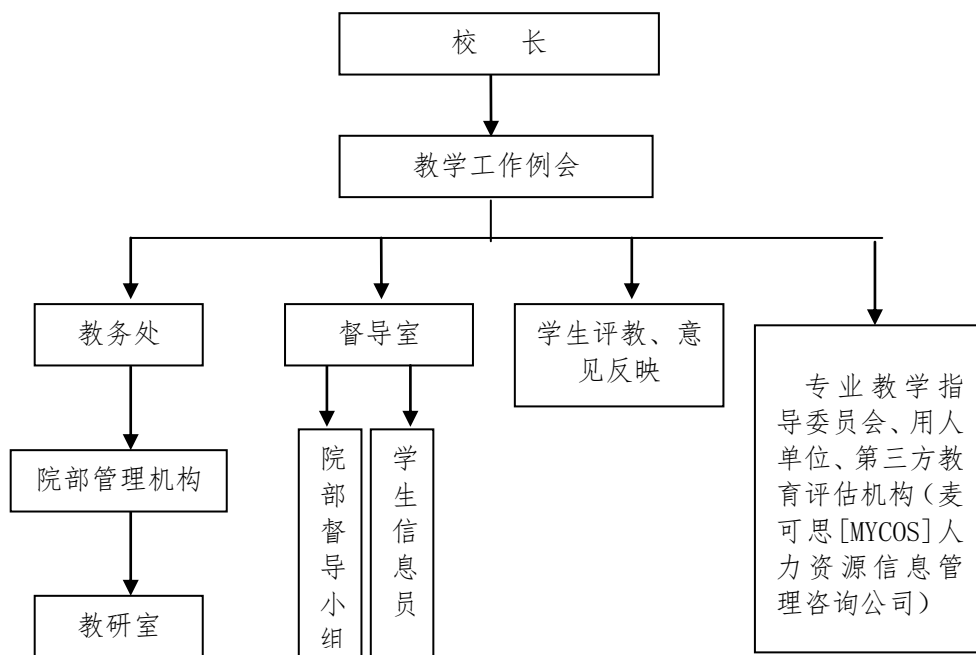 校 长
教学工作例会
教务处
督导室
学生评教、意
见反映
专业教学指
导委员会、用人
单位、第三方教
育评估机构（麦
可思[MYCOS]人
力资源信息管
理咨询公司）
院部管理机构
院部督导小组
学生信息员
教研室